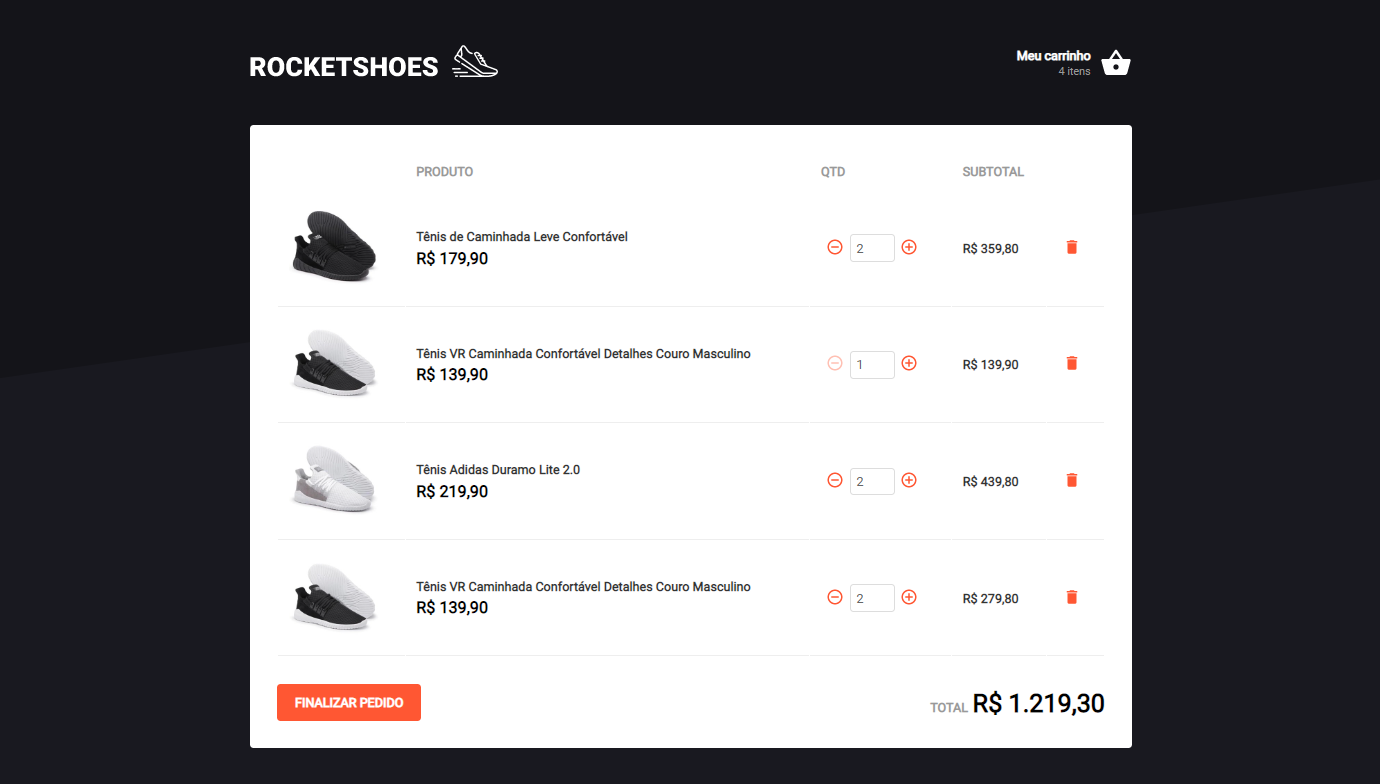 ROCKETSHOES
Meu carrinho
4 itens
PRODUTO QTD SUBTOTAL
Tênis de Caminhada Leve Confortável
R$ 179,90
2
R$ 359,80
Tênis VR Caminhada Confortável Detalhes Couro Masculino
R$ 139,90
1
R$ 139,90
Tênis Adidas Duramo Lite 2.0
R$ 219,90
2
R$ 439,80
Tênis VR Caminhada Confortável Detalhes Couro Masculino
R$ 139,90
2
R$ 279,80
FINALIZAR PEDIDO
TOTAL R$ 1.219,30